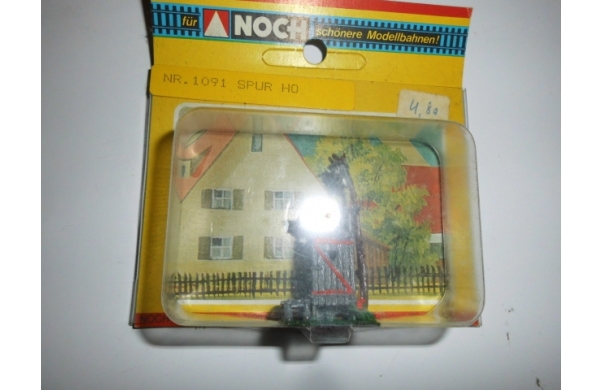 für NOCH schönere Modellbahnen!
NR.1091 SPUR HO
4,80